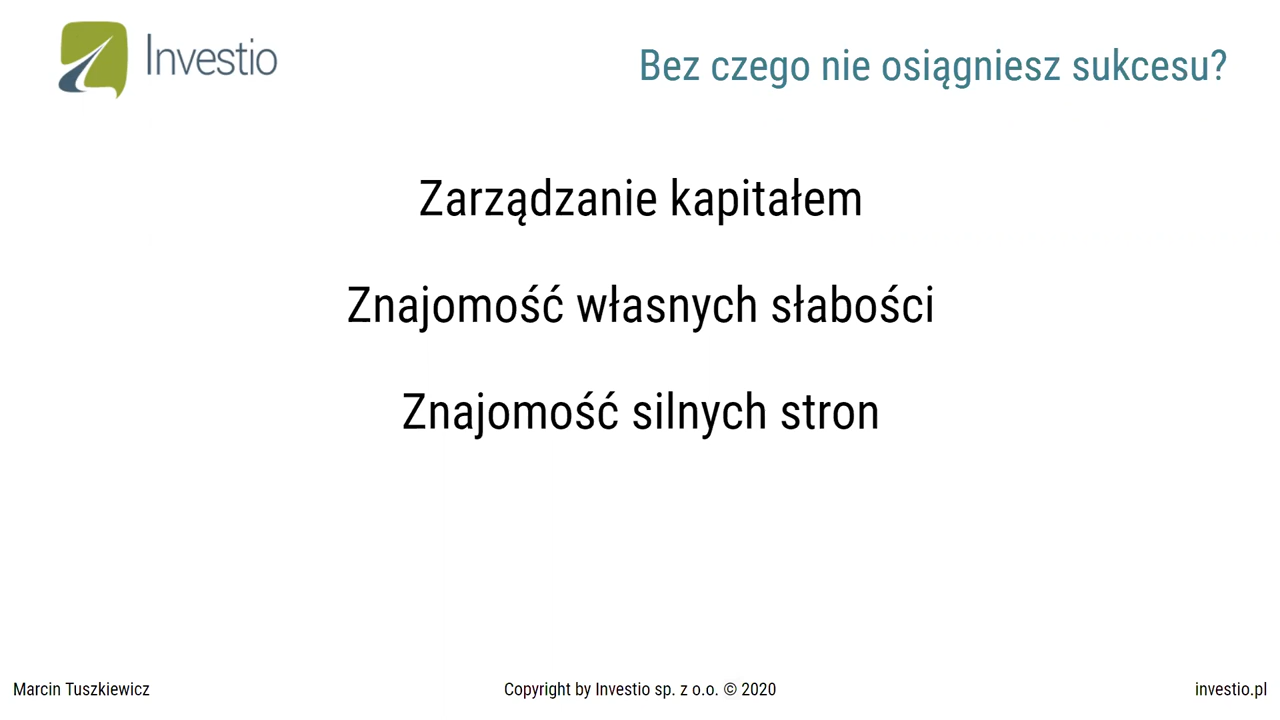 Investio
Bez czego nie osiągniesz sukcesu?
Zarządzanie kapitałem
Znajomość własnych słabości
Znajomość silnych stron
Marcin Tuszkiewicz
Copyright by Investio sp. z o.o. © 2020
investio.pl